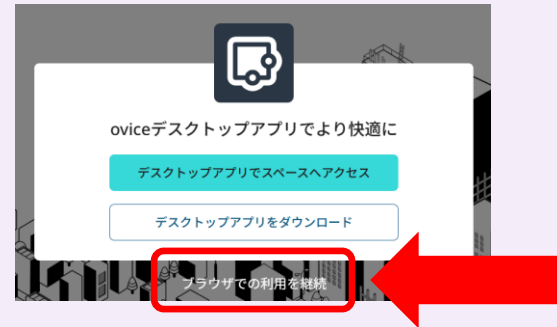 oviceデスクトップアプリでより快適に
デスクトップアプリでスペースへアクセス
デスクトップアプリをダウンロード
ブラウザでの利用を継続